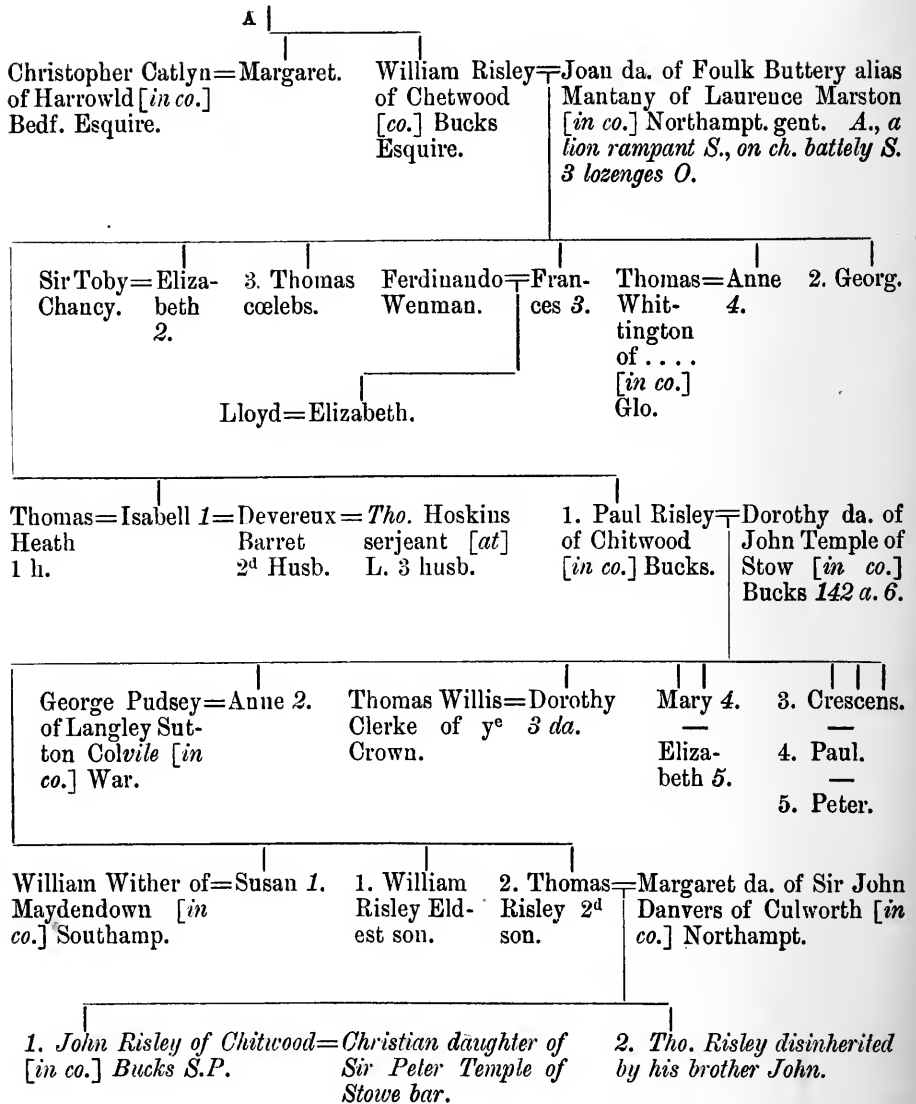 A
Christopher Catlyn=Margaret.
of Harrowld [in co.]
Bedf. Esquire.
William Risley=Joan da. of Foulk Buttery alias
of Chetwood
[co.] Bucks
Esquire.
Mantany of Laurence Marston
[in co.] Northampt. gent. A., a
lion rampant S., on ch. battely S.
3 lozenges O.
Sir Toby=Eliza-
Chancy. beth
2.
3. Thomas
cœlebs.
Ferdinando=Fran-
Wenman. ces 3.
Thomas=Anne
Whit- 4.
tington
of . . . .
[in co.]
Glo.
2. Georg.
Lloyd=Elizabeth.
Thomas=Isabell 1=Devereux=Tho. Hoskins
Heath Barret serjeant [at]
1 h. 2d Husb. L. 3 husb.
1. Paul Risley=Dorothy da. of
of Chitwood John Temple of
[in co.] Bucks. Stow [in co.]
Bucks 142 a. 6.
George Pudsey=Anne 2.
of Langley Sut-
ton Colvile [in
co.] War.
Thomas Willis=Dorothy
Clerke of ye 3 da.
Crown.
Mary 4.
—
Eliza-
beth 5.
3. Crescens.
—
4. Paul.
—
5. Peter.
William Wither of=Susan 1.
Maydendown [in
co.] Southamp.
1. William
Risley Eld-
est son.
2. Thomas=Margaret da. of Sir John
Risley 2d Danvers of Culworth [in
son. co.] Northampt.
1. John Risley of Chitwood=Christian daughter of
[in co.] Bucks S.P. Sir Peter Temple of
Stowe bar.
2. Tho. Risley disinherited
by his brother John.